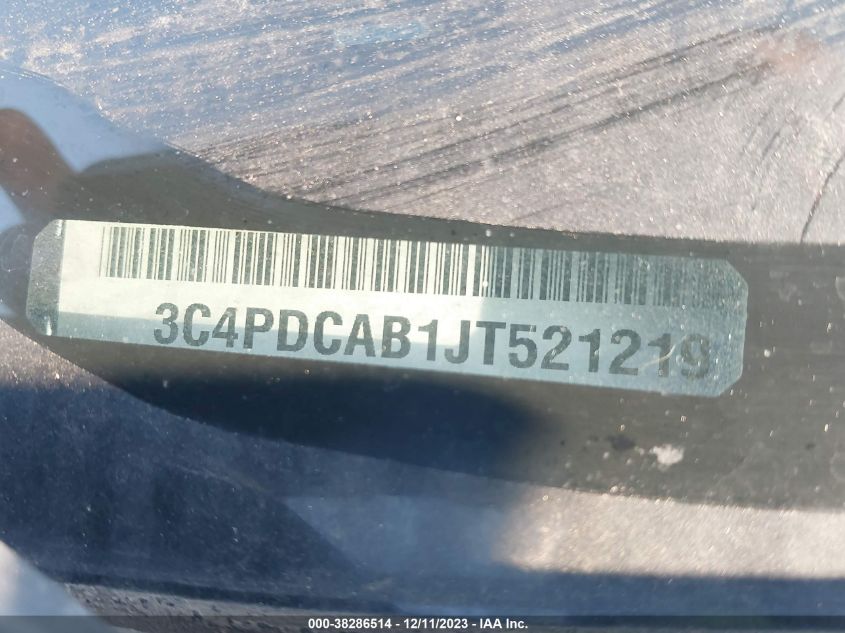 3C4PDCAB1JT521219
000-38286514 - 12/11/2023 - IAA Inc.